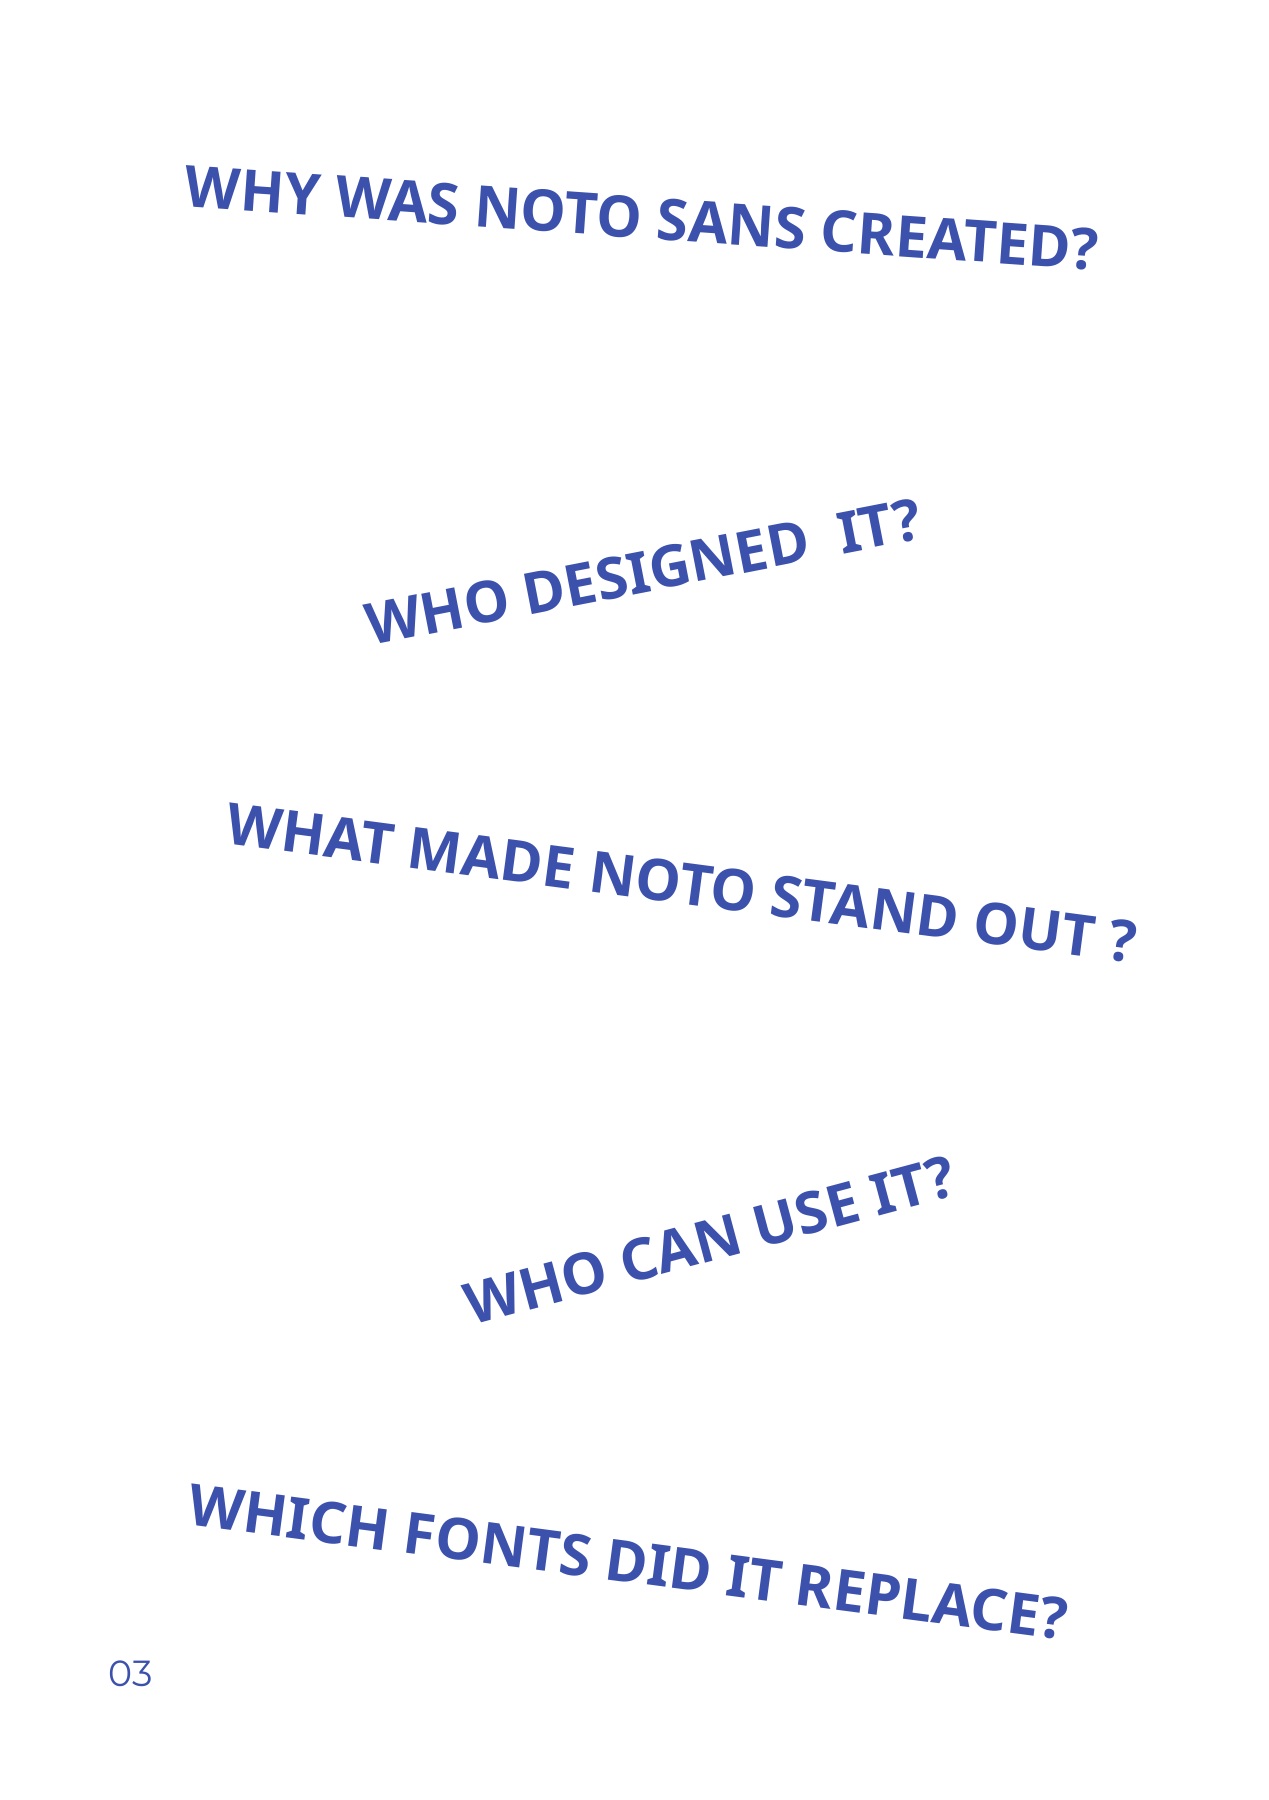 WHY WAS NOTO SANS CREATED?
WHO DESIGNED  IT?
WHAT MADE NOTO STAND OUT ?
WHO CAN USE IT?
WHICH FONTS DID IT REPLACE?
03